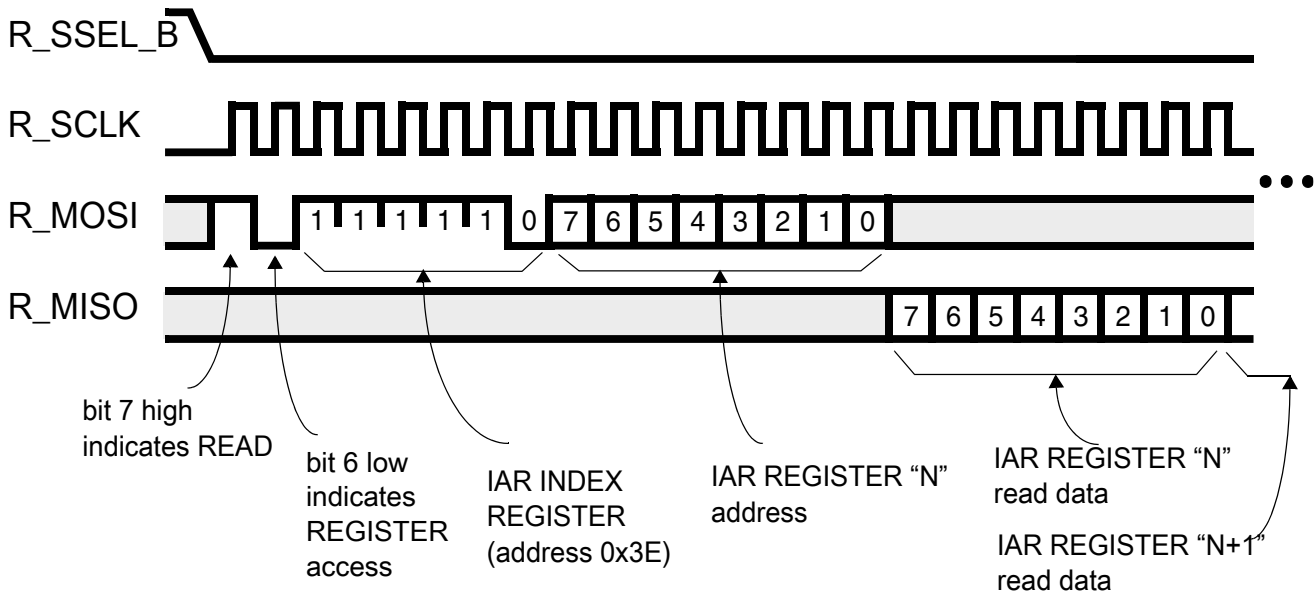 R_SSEL_B
R_SCLK
R_MOSI
1 1 1 1 1 0 7 6 5 4 3 2 1 0
R_MISO
7 6 5 4 3 2 1 0
bit 7 high
indicates READ
bit 6 low
indicates
REGISTER
access
IAR INDEX
REGISTER
(address 0x3E)
IAR REGISTER “N”
address
IAR REGISTER “N”
read data
IAR REGISTER “N+1”
read data